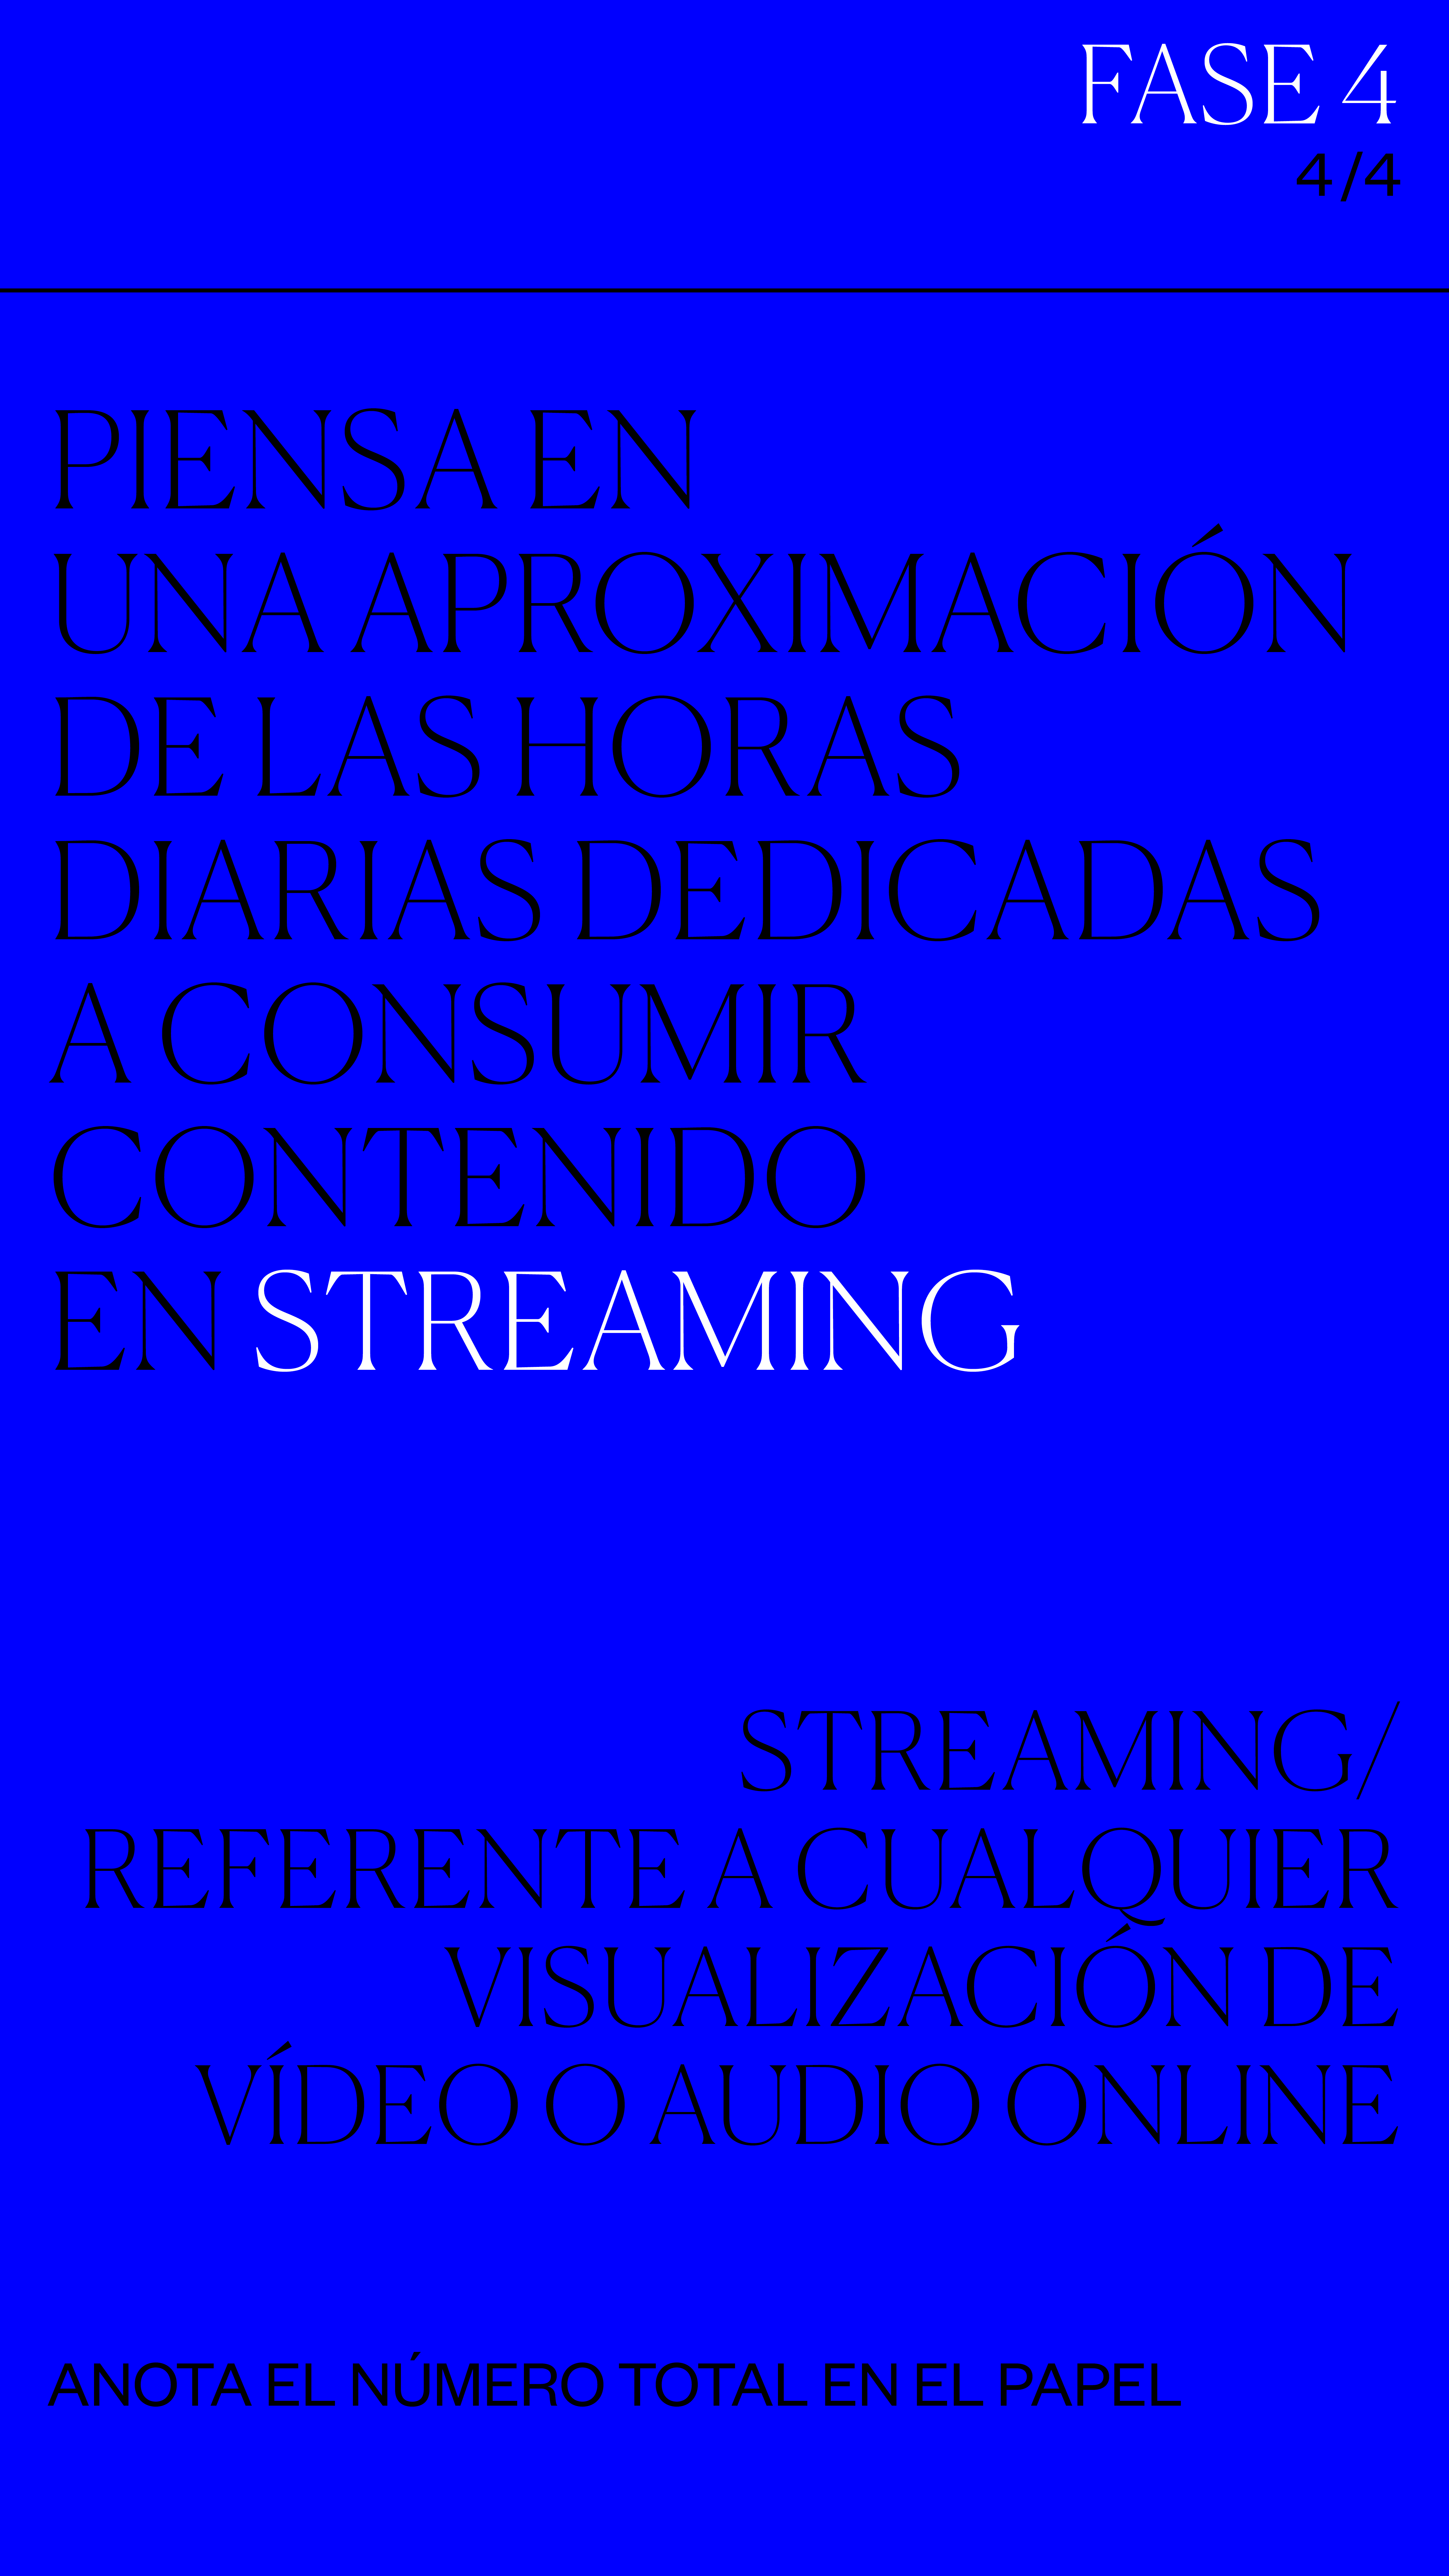 FASE 4
4/4
PIENSA EN
UNA APROXIMACIÓN
DE LAS HORAS
DIARIAS DEDICADAS
A CONSUMIR
CONTENIDO
EN STREAMING
STREAMING/
REFERENTE A CUALQUIER
VISUALIZACIÓN DE
VÍDEO O AUDIO ONLINE
ANOTA EL NÚMERO TOTAL EN EL PAPEL